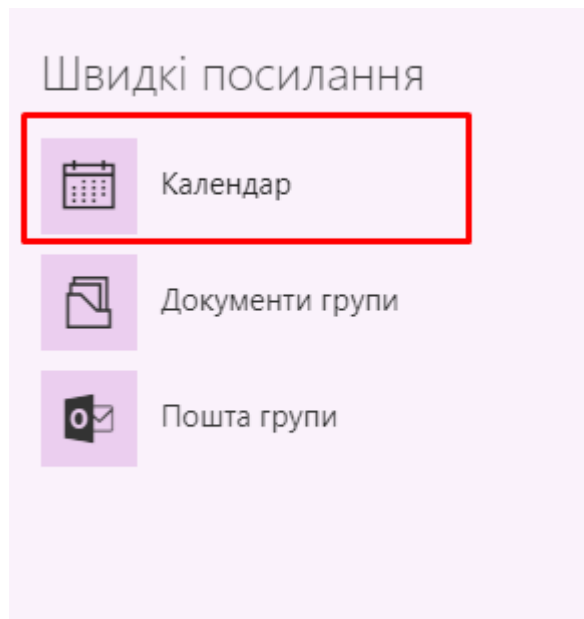 Швидкі посилання
Календар
Документи групи
Пошта групи